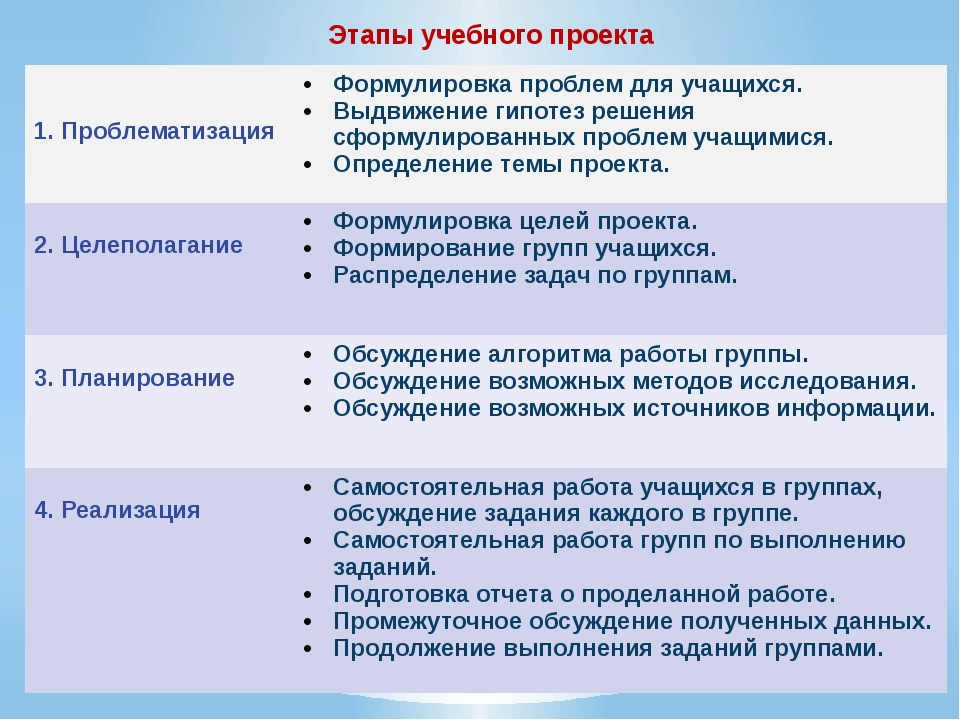 Этапы учебного проекта
1. Проблематизация
• Формулировка проблем для учащихся.
• Выдвижение гипотез решения
сформулированных проблем учащимися.
• Определение темы проекта.
2. Целеполагание
• Формулировка целей проекта.
• Формирование групп учащихся.
• Распределение задач по группам.
3. Планирование
• Обсуждение алгоритма работы группы.
• Обсуждение возможных методов исследования.
• Обсуждение возможных источников информации.
4. Реализация
• Самостоятельная работа учащихся в группах,
обсуждение задания каждого в группе.
• Самостоятельная работа групп по выполнению
заданий.
• Подготовка отчета о проделанной работе.
• Промежуточное обсуждение полученных данных.
• Продолжение выполнения заданий группами.